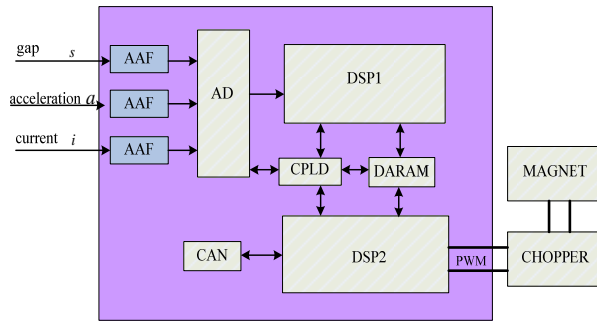 gap s
acceleration a
current i
AAF
AAF
AAF
AD
DSP1
CPLD
DARAM
CAN
DSP2
PWM
MAGNET
CHOPPER